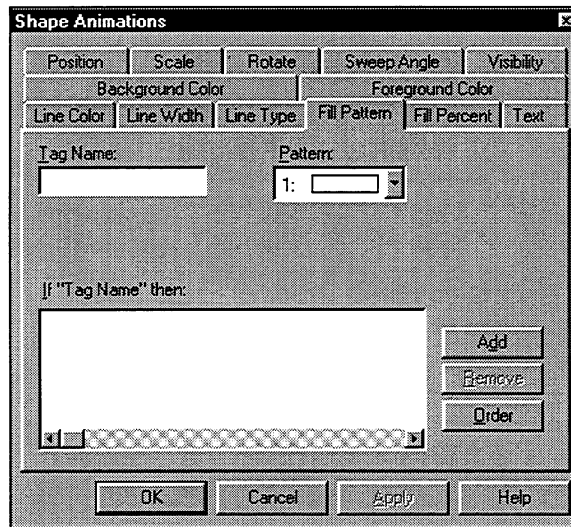 Shape Animations
Position Scale Rotate Sweep Angle Visibility
Background Color Foreground Color
Line Color Line Width Line Type Fill Pattern Fill Percent Text
Tag Name: Pattern:
1:
If "Tag Name" then:
Add
Remove
Order
OK Cancel Apply Help